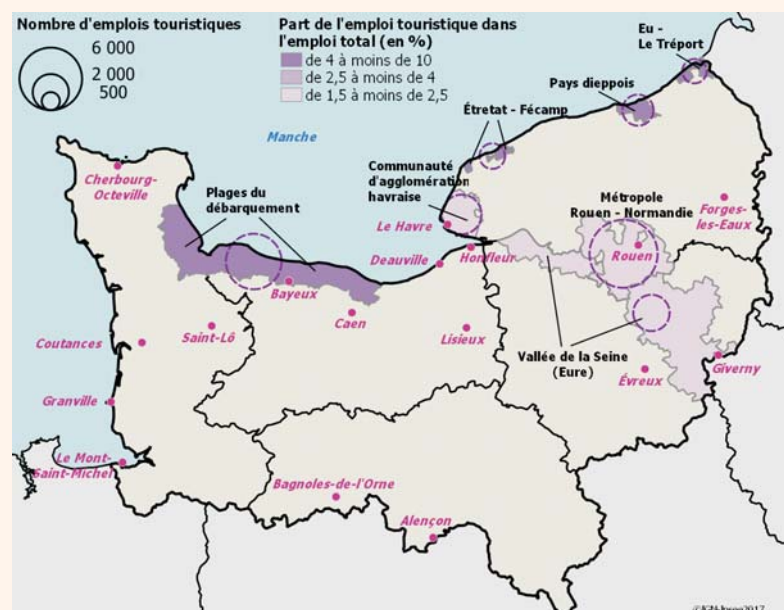 Nombre d'emplois touristiques
6 000
2 000
500
Part de l'emploi touristique dans
l'emploi total (en %)
de 4 à moins de 10
de 2,5 à moins de 4
de 1,5 à moins de 2,5
Eu -
Le Tréport
Pays dieppois
Étretat - Fécamp
Manche
Cherbourg-
Octeville
Plages du
débarquement
Communauté
d'agglomération
havraise
Métropole
Rouen - Normandie
Forges-
les-Eaux
Le Havre
Honfleur
Rouen
Deauville
Bayeux
Caen
Lisieux
Saint-Lô
Coutances
Vallée de la Seine
(Eure)
Giverny
Évreux
Granville
Le Mont-
Saint-Michel
Bagnoles-de-l'Orne
Alençon
©IGN-Insee2017